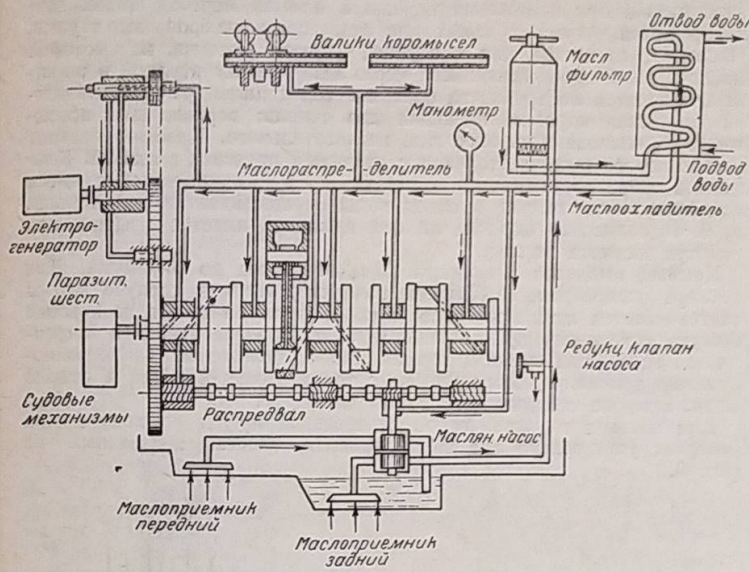 Отвод воды
Валики коромысел
Масл
фильтр
Манометр
Подвод
воды
Маслораспре-делитель
Маслоохладитель
Электро-
генератор
Паразит.
шест.
Редукц клапан
насоса
Судовые
механизмы
Распредвал
Маслян. насос
Маслоприемник
передний
Маслоприемник
задний